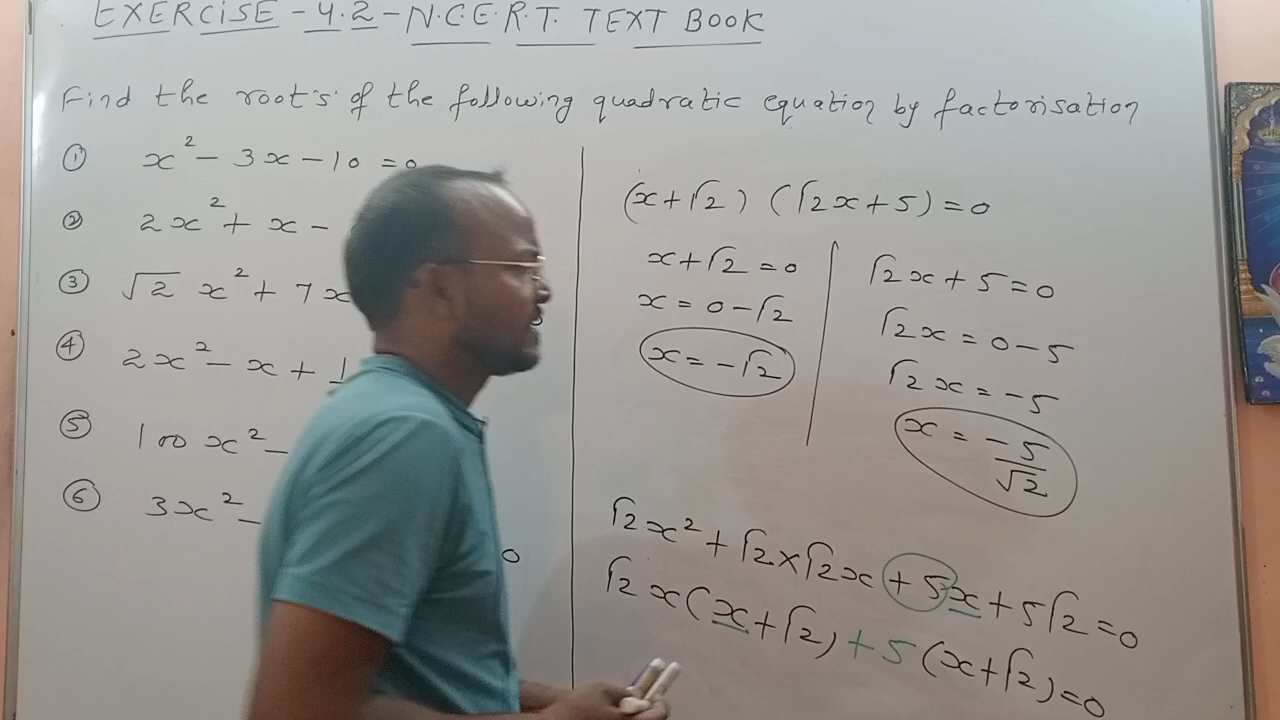 EXERCISE - 4.2 - N.C.E.R.T. TEXT BOOK
Find the root's of the following quadratic equation by factorisation
① x² - 3x - 10 = 0
② 2x² + x -
③ √2 x² + 7x
④ 2x² - x + 1
⑤ 100x² -
⑥ 3x² -
0
(x+√2) (√2x+5) = 0
x+√2 = 0
x = 0-√2
x = -√2
√2x + 5 = 0
√2x = 0-5
√2x = -5
x = -5/√2
√2x² + √2×√2x + 5x + 5√2 = 0
√2x(x+√2) + 5(x+√2) = 0